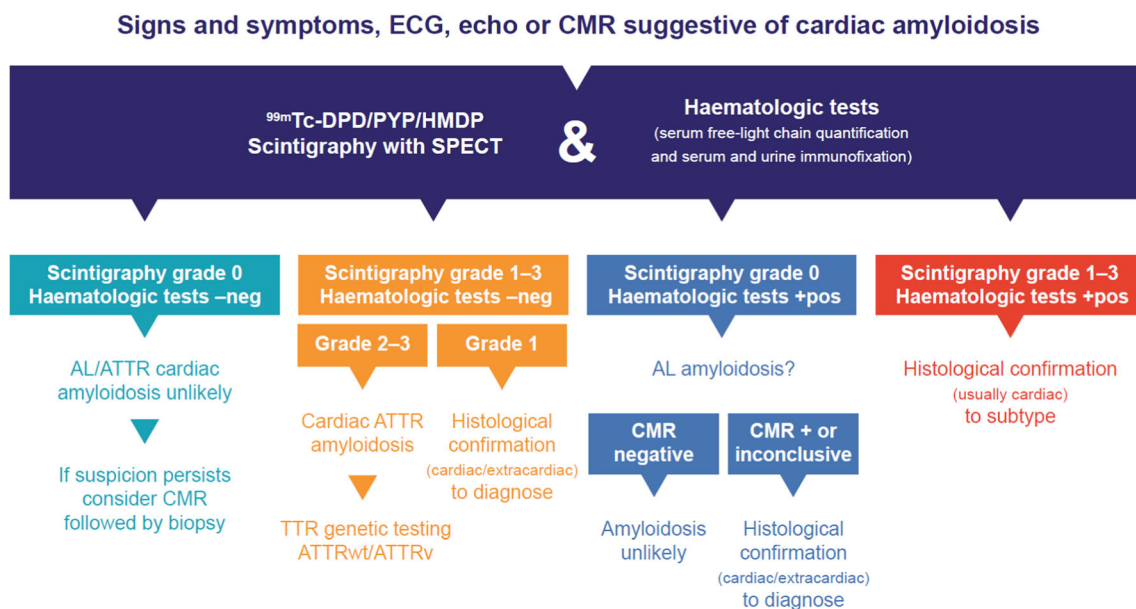 Signs and symptoms, ECG, echo or CMR suggestive of cardiac amyloidosis
⁹⁹ᵐTc-DPD/PYP/HMDP
Scintigraphy with SPECT
&
Haematologic tests
(serum free-light chain quantification
and serum and urine immunofixation)
Scintigraphy grade 0
Haematologic tests –neg
AL/ATTR cardiac
amyloidosis unlikely
If suspicion persists
consider CMR
followed by biopsy
Scintigraphy grade 1–3
Haematologic tests –neg
Grade 2–3
Cardiac ATTR
amyloidosis
TTR genetic testing
ATTRwt/ATTRv
Grade 1
Histological
confirmation
(cardiac/extracardiac)
to diagnose
Scintigraphy grade 0
Haematologic tests +pos
AL amyloidosis?
CMR
negative
Amyloidosis
unlikely
CMR + or
inconclusive
Histological
confirmation
(cardiac/extracardiac)
to diagnose
Scintigraphy grade 1–3
Haematologic tests +pos
Histological confirmation
(usually cardiac)
to subtype